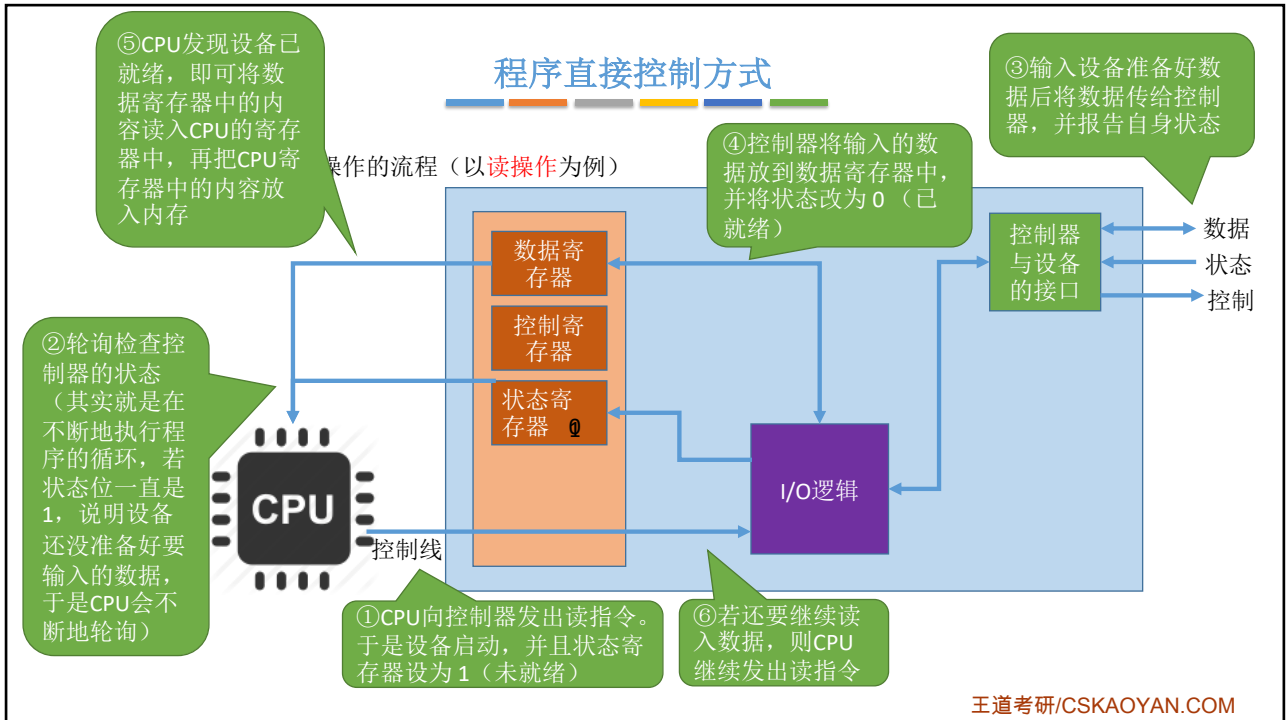 程序直接控制方式
⑤CPU发现设备已
就绪，即可将数
据寄存器中的内
容读入CPU的寄存
器中，再把CPU寄
存器中的内容放
入内存
操作的流程（以读操作为例）
③输入设备准备好数
据后将数据传给控制
器，并报告自身状态
④控制器将输入的数
据放到数据寄存器中，
并将状态改为 0 （已
就绪）
数据寄
存器
控制寄
存器
状态寄
存器
控制器
与设备
的接口
数据
状态
控制
②轮询检查控
制器的状态
（其实就是在
不断地执行程
序的循环，若
状态位一直是
1，说明设备
还没准备好要
输入的数据，
于是CPU会不
断地轮询）
CPU
I/O逻辑
控制线
①CPU向控制器发出读指令。
于是设备启动，并且状态寄
存器设为 1（未就绪）
⑥若还要继续读
入数据，则CPU
继续发出读指令
王道考研/CSKAOYAN.COM